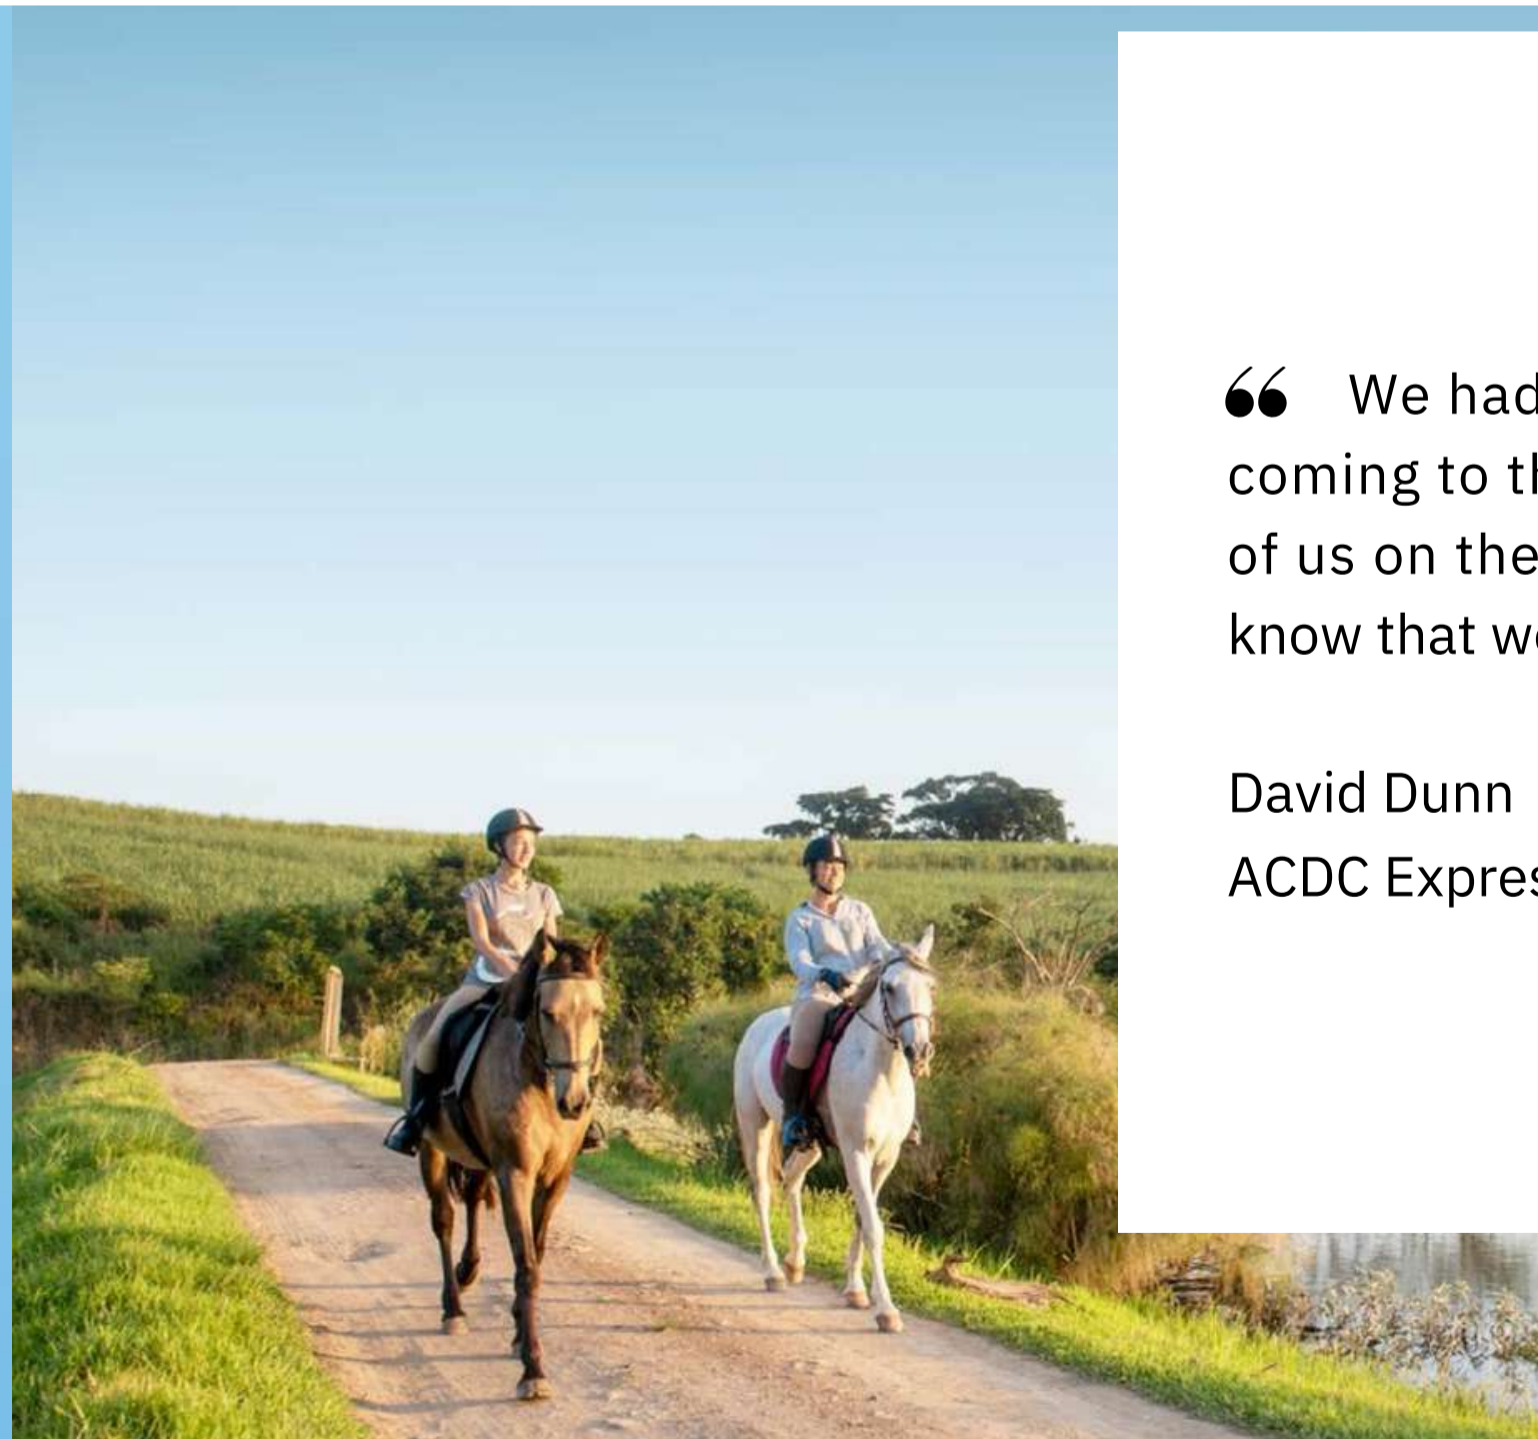 ❝ We had
coming to th
of us on the
know that we
David Dunn
ACDC Expres